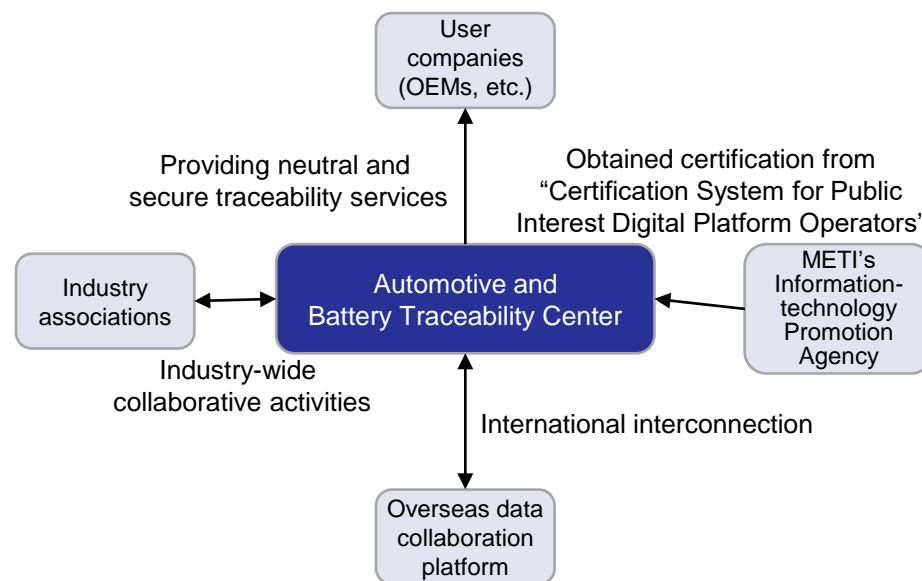 User
companies
(OEMs, etc.)
Providing neutral and
secure traceability services
Obtained certification from
“Certification System for Public
Interest Digital Platform Operators”
Industry
associations
Automotive and
Battery Traceability Center
METI’s
Information-
technology
Promotion
Agency
Industry-wide
collaborative activities
International interconnection
Overseas data
collaboration
platform